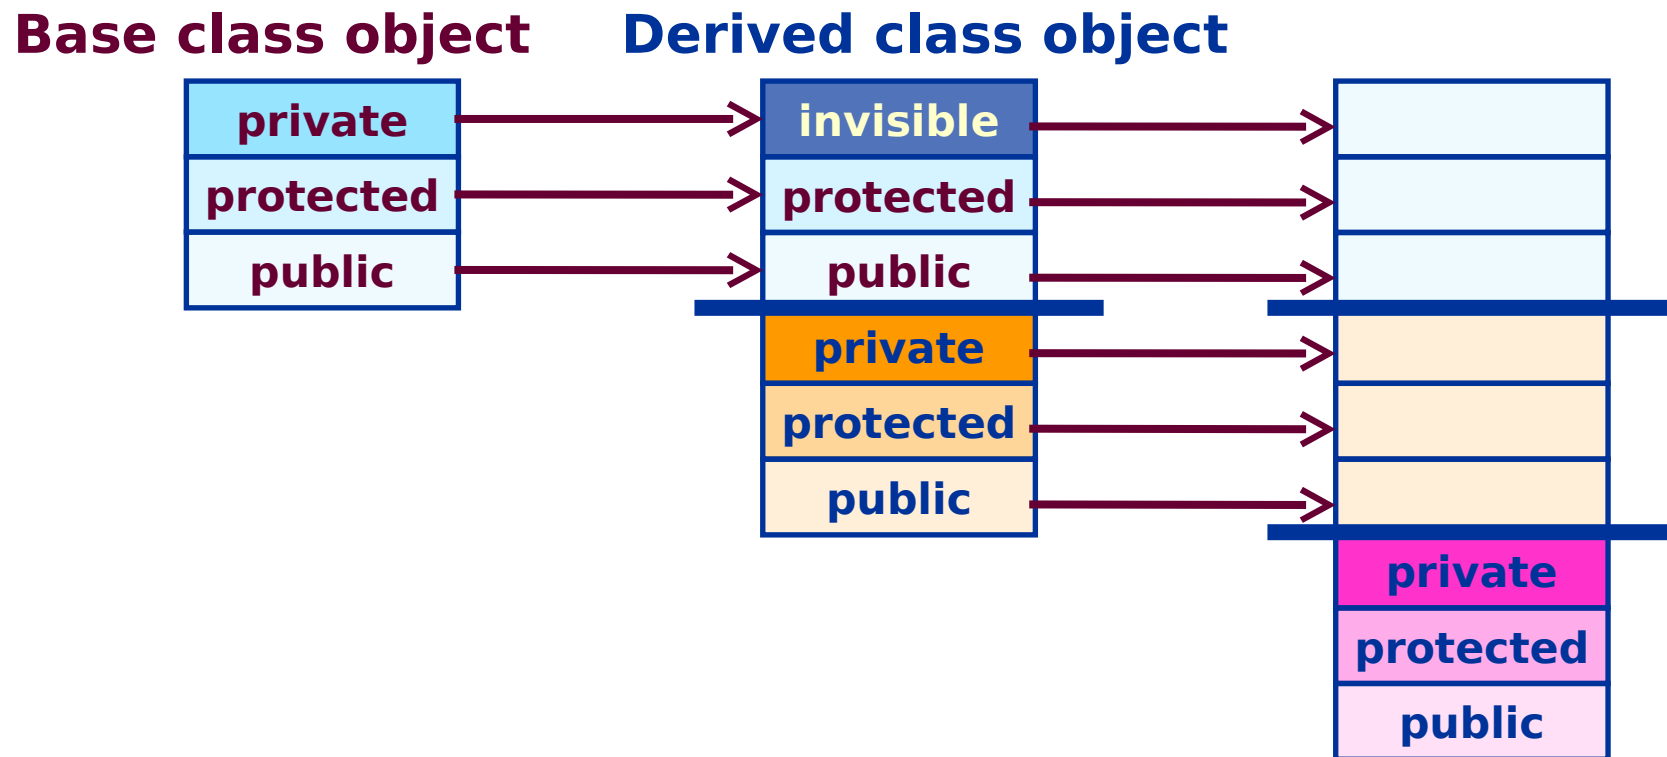 Base class object
Derived class object
private
protected
public
invisible
protected
public
private
protected
public
private
protected
public